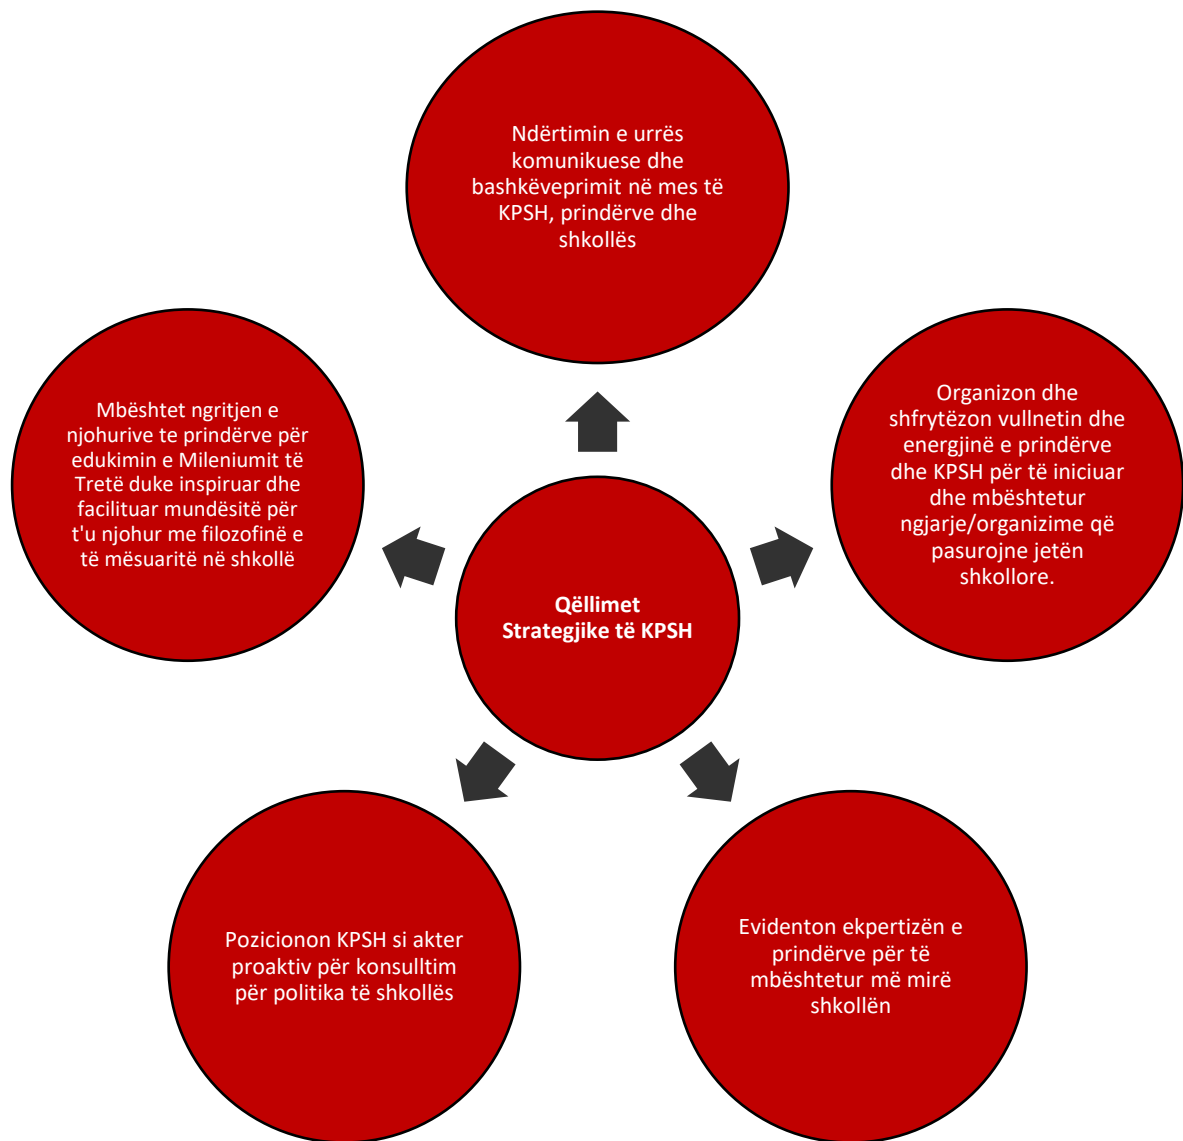 Ndërtimin e urrës
komunikuese dhe
bashkëveprimit në mes të
KPSH, prindërve dhe
shkollës
Organizon dhe
shfrytëzon vullnetin dhe
energjinë e prindërve
dhe KPSH për të iniciuar
dhe mbështetur
ngjarje/organizime që
pasurojne jetën
shkollore.
Evidenton ekpertizën e
prindërve për të
mbështetur më mirë
shkollën
Pozicionon KPSH si akter
proaktiv për konsulltim
për politika të shkollës
Mbështet ngritjen e
njohurive te prindërve për
edukimin e Mileniumit të
Tretë duke inspiruar dhe
facilituar mundësitë për
t'u njohur me filozofinë e
të mësuaritë në shkollë
Qëllimet
Strategjike të KPSH